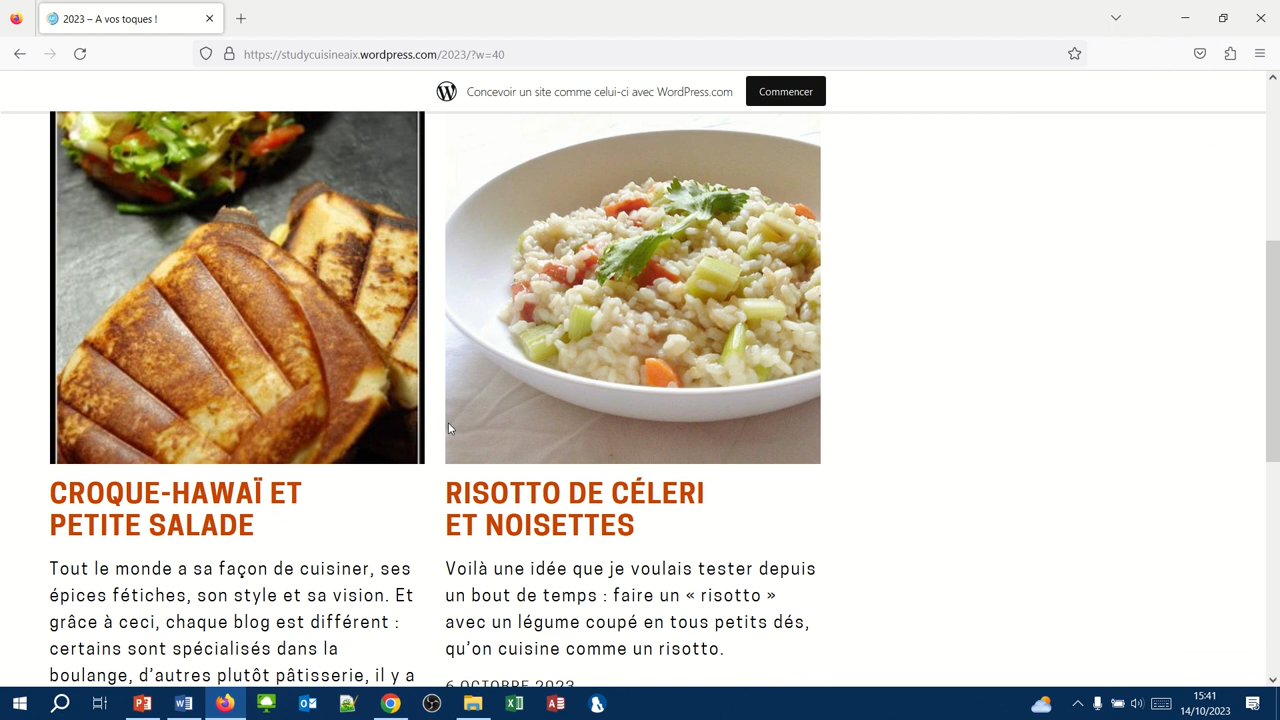 2023 – A vos toques !
https://studycuisineaix.wordpress.com/2023/?w=40
Concevoir un site comme celui-ci avec WordPress.com
Commencer
CROQUE-HAWAÏ ET
PETITE SALADE
Tout le monde a sa façon de cuisiner, ses
épices fétiches, son style et sa vision. Et
grâce à ceci, chaque blog est différent :
certains sont spécialisés dans la
boulange, d’autres plutôt pâtisserie, il y a
RISOTTO DE CÉLERI
ET NOISETTES
Voilà une idée que je voulais tester depuis
un bout de temps : faire un « risotto »
avec un légume coupé en tous petits dés,
qu’on cuisine comme un risotto.
6 OCTOBRE 2023
15:41
14/10/2023